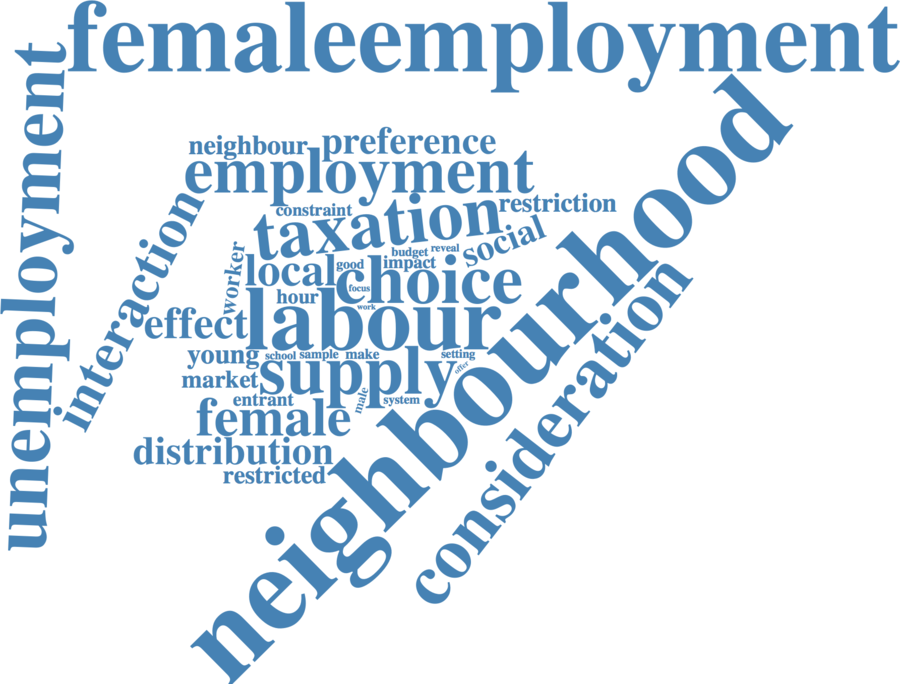 femaleemployment
unemployment
neighbourhood
neighbour preference
employment
interaction
constraint
taxation restriction
social
worker
budget reveal
local good impact
choice
focus
hour
work
consideration
effect labour
young school sample make setting
market supply offer
entrant male system
female
distribution
restricted